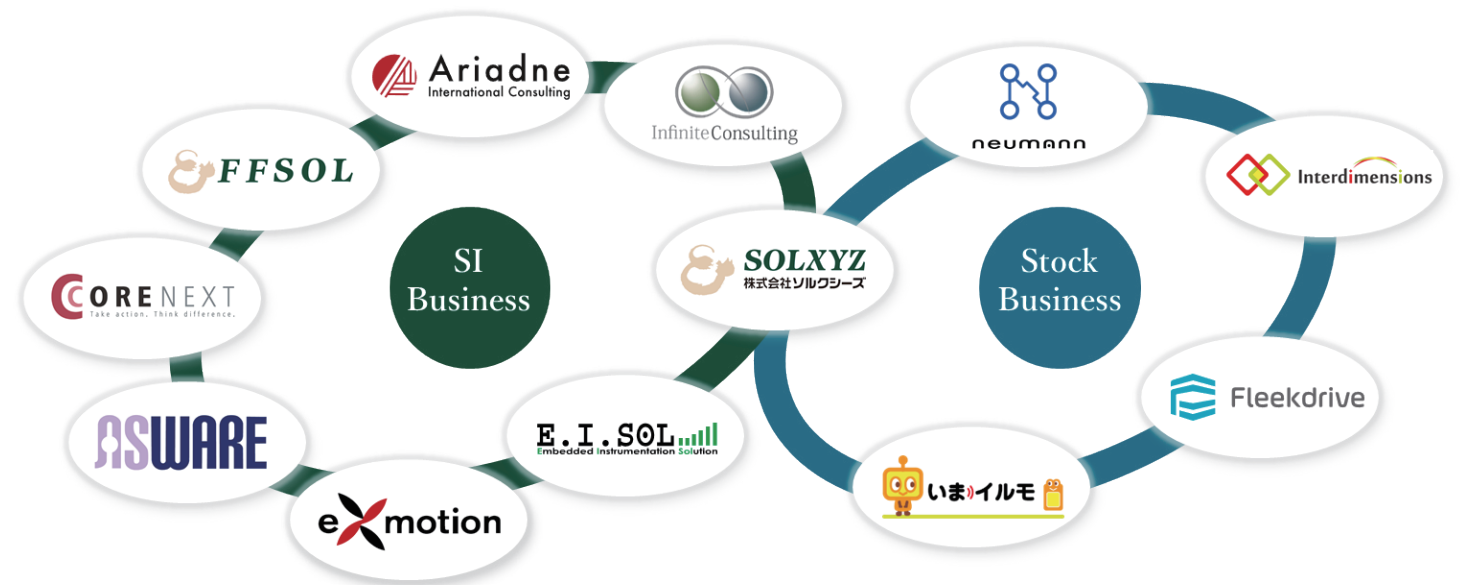 Ariadne
International Consulting
InfiniteConsulting
neumann
Interdimensions
FFSOL
SI
Business
SOLXYZ
株式会社ソルクシーズ
Stock
Business
CORE NEXT
Take action. Think difference.
Fleekdrive
ASWARE
E.I.SOL
Embedded Instrumentation Solution
いまイルモ
eXmotion